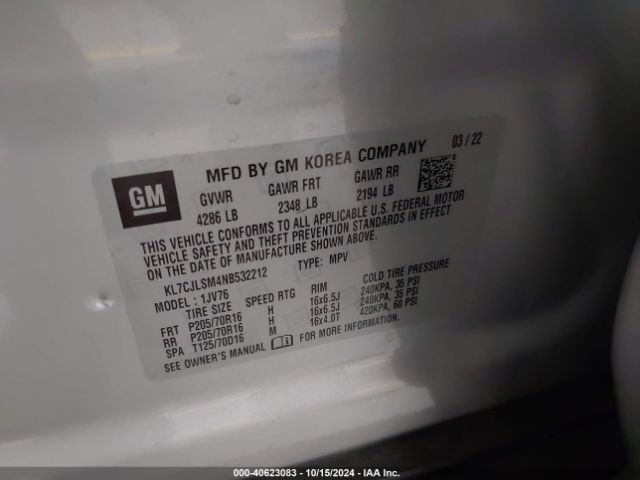 GM
MFD BY GM KOREA COMPANY 03 / 22
GVWR GAWR FRT GAWR RR
4286 LB 2348 LB 2194 LB
THIS VEHICLE CONFORMS TO ALL APPLICABLE U.S. FEDERAL MOTOR
VEHICLE SAFETY AND THEFT PREVENTION STANDARDS IN EFFECT
ON THE DATE OF MANUFACTURE SHOWN ABOVE.
KL7CJLSM4NB532212 TYPE: MPV
MODEL : 1JV76
TIRE SIZE SPEED RTG RIM COLD TIRE PRESSURE
FRT P205/70R16 H 16x6.5J 240KPA, 35 PSI
RR P205/70R16 H 16x6.5J 240KPA, 35 PSI
SPA T125/70D16 M 16x4.0T 420KPA, 60 PSI
SEE OWNER'S MANUAL FOR MORE INFORMATION.
000-40623083 - 10/15/2024 - IAA Inc.